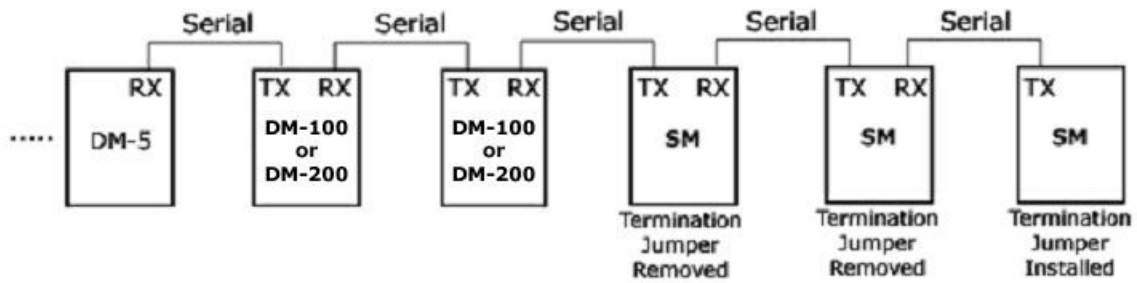 Serial Serial Serial Serial Serial
RX TX RX TX RX TX RX TX RX TX
..... DM-5 DM-100 or DM-200 DM-100 or DM-200 SM SM SM
Termination Jumper Removed Termination Jumper Removed Termination Jumper Installed